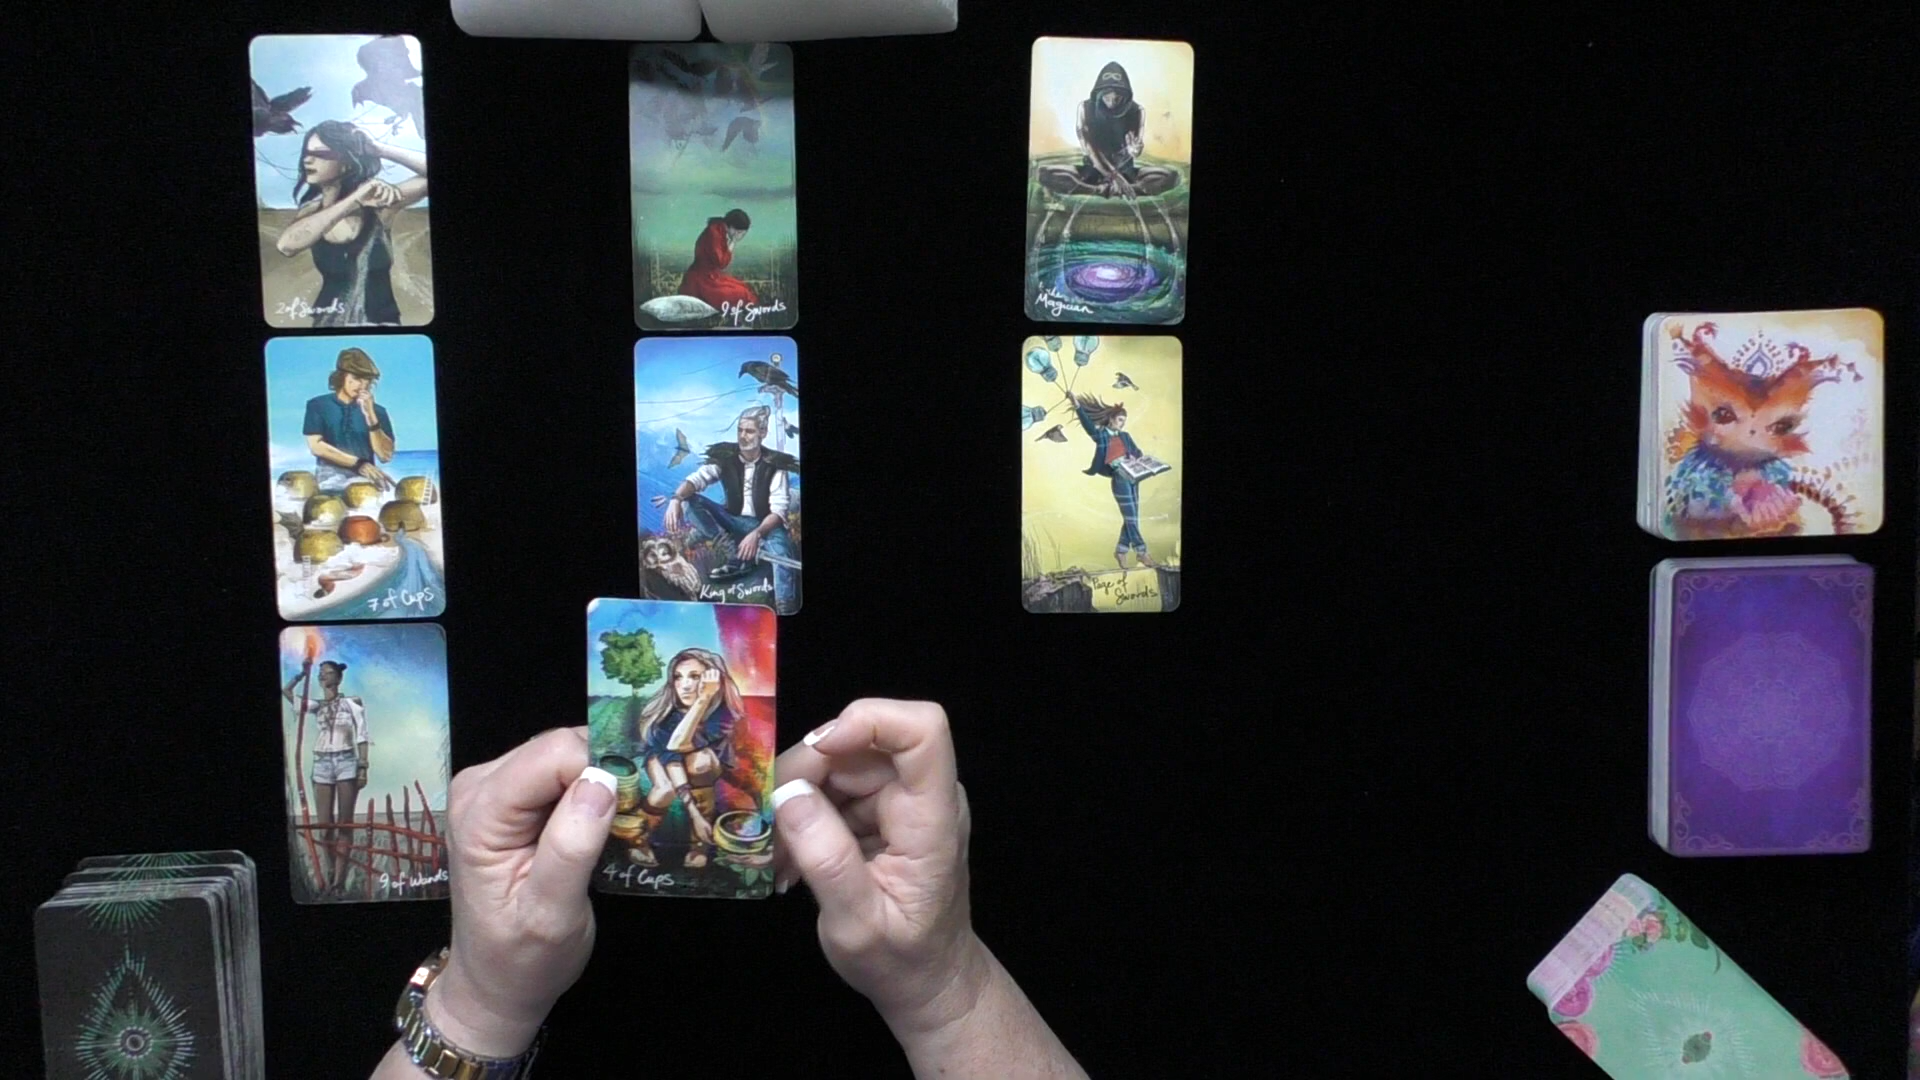 2 of Swords
9 of Swords
the
Magician
7 of Cups
King of Swords
Page of
Swords
9 of Wands
4 of Cups